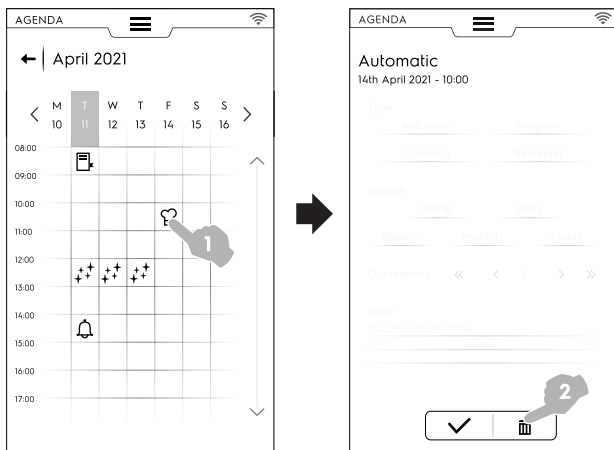 AGENDA
April 2021
M T W T F S S
10 11 12 13 14 15 16
08:00
09:00
10:00
11:00
12:00
13:00
14:00
15:00
16:00
17:00
1
AGENDA
Automatic
14th April 2021 - 10:00
Type
Automatic Program
Cleaning Reminder
Repeat
None Daily
Weekly Monthly Yearly
Occurrences 1
Note
Touch to insert note
2